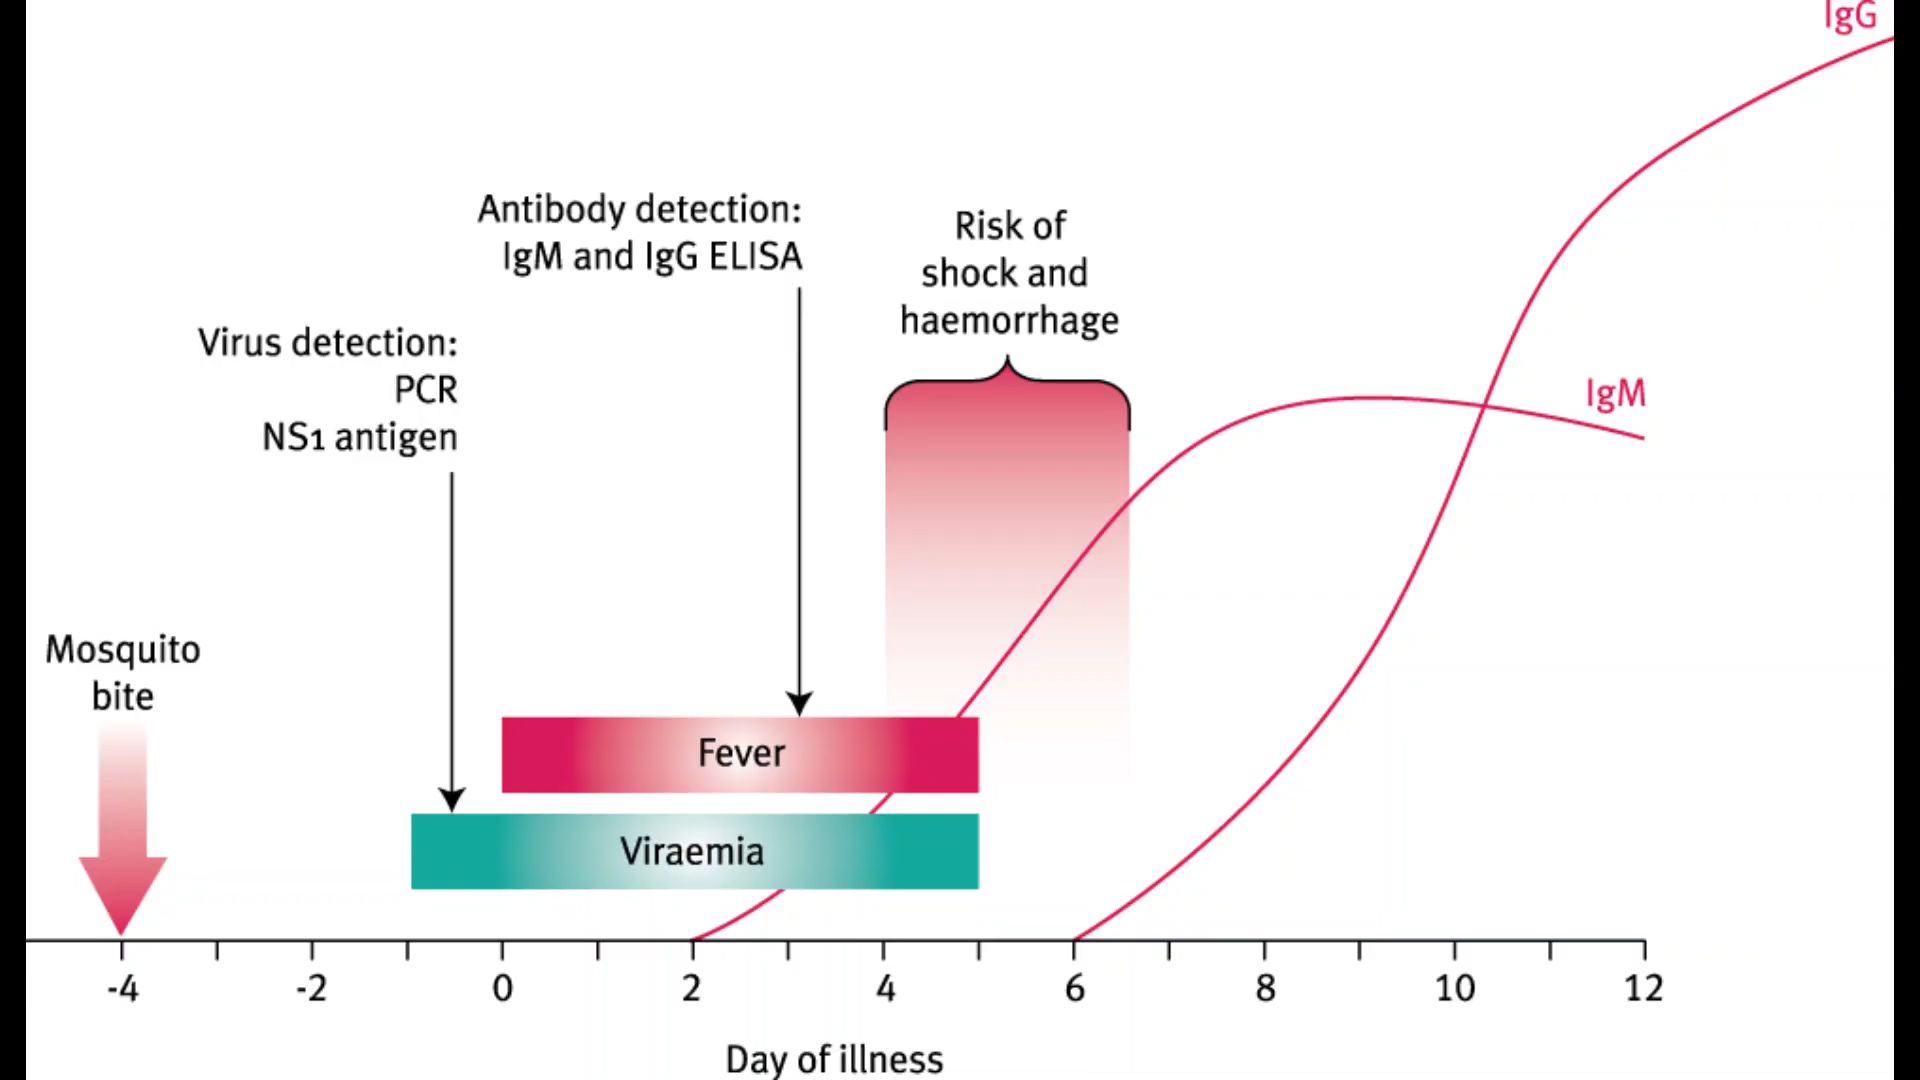 IgG
Antibody detection:
IgM and IgG ELISA
Risk of
shock and
haemorrhage
Virus detection:
PCR
NS1 antigen
IgM
Mosquito
bite
Fever
Viraemia
-4 -2 0 2 4 6 8 10 12
Day of illness